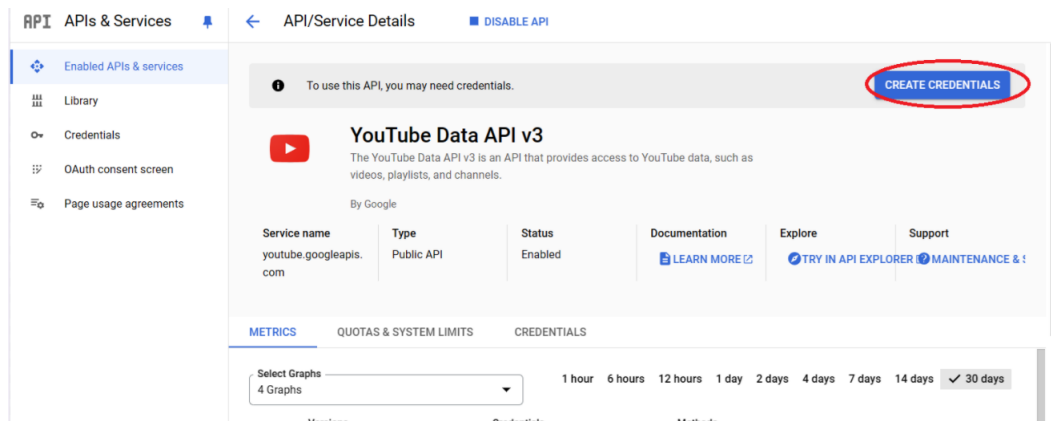 API APIs & Services
API/Service Details
DISABLE API
Enabled APIs & services
Library
Credentials
OAuth consent screen
Page usage agreements
To use this API, you may need credentials.
CREATE CREDENTIALS
YouTube Data API v3
The YouTube Data API v3 is an API that provides access to YouTube data, such as
videos, playlists, and channels.
By Google
Service name
youtube.googleapis.
com
Type
Public API
Status
Enabled
Documentation
LEARN MORE
Explore
TRY IN API EXPLORER
Support
MAINTENANCE &
METRICS QUOTAS & SYSTEM LIMITS CREDENTIALS
Select Graphs
4 Graphs
1 hour 6 hours 12 hours 1 day 2 days 4 days 7 days 14 days 30 days